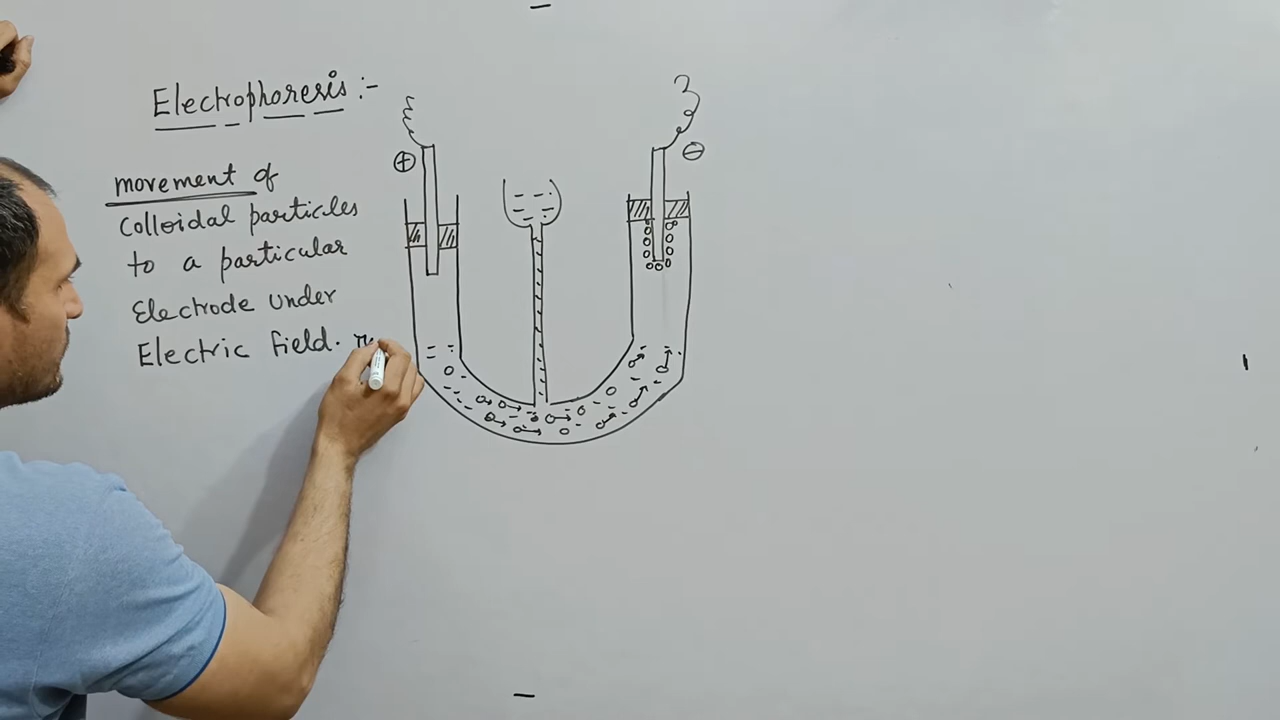 Electrophoresis :-
movement of
Colloidal particles
to a particular
Electrode under
Electric field.
+
-